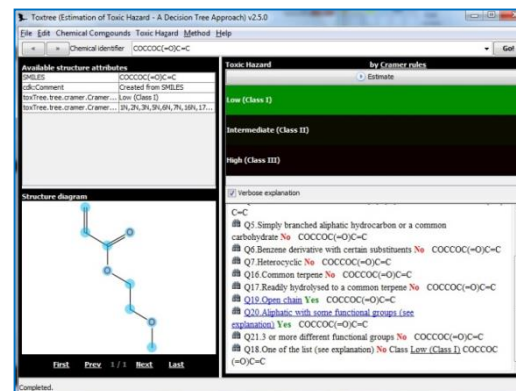 Toxtree (Estimation of Toxic Hazard - A Decision Tree Approach) v2.5.0
File Edit Chemical Compounds Toxic Hazard Method Help
Chemical identifier COCCOC(=O)C=C Go!
Available structure attributes
SMILES COCCOC(=O)C=C
cdk:Comment Created from SMILES
toxTree.tree.cramer.Cramer... Low (Class I)
toxTree.tree.cramer.Cramer... 1N,2N,3N,5N,6N,7N,16N,17...
Structure diagram
O
O
O
First Prev 1 / 1 Next Last
Toxic Hazard by Cramer rules
Estimate
Low (Class I)
Intermediate (Class II)
High (Class III)
Verbose explanation
C=C
Q5.Simply branched aliphatic hydrocarbon or a common
carbohydrate No COCCOC(=O)C=C
Q6.Benzene derivative with certain substituents No COCCOC(=O)C=C
Q7.Heterocyclic No COCCOC(=O)C=C
Q16.Common terpene No COCCOC(=O)C=C
Q17.Readily hydrolysed to a common terpene No COCCOC(=O)C=C
Q19.Open chain Yes COCCOC(=O)C=C
Q20.Aliphatic with some functional groups (see
explanation) Yes COCCOC(=O)C=C
Q21.3 or more different functional groups No COCCOC(=O)C=C
Q18.One of the list (see explanation) No Class Low (Class I) COCCOC
(=O)C=C
Completed.